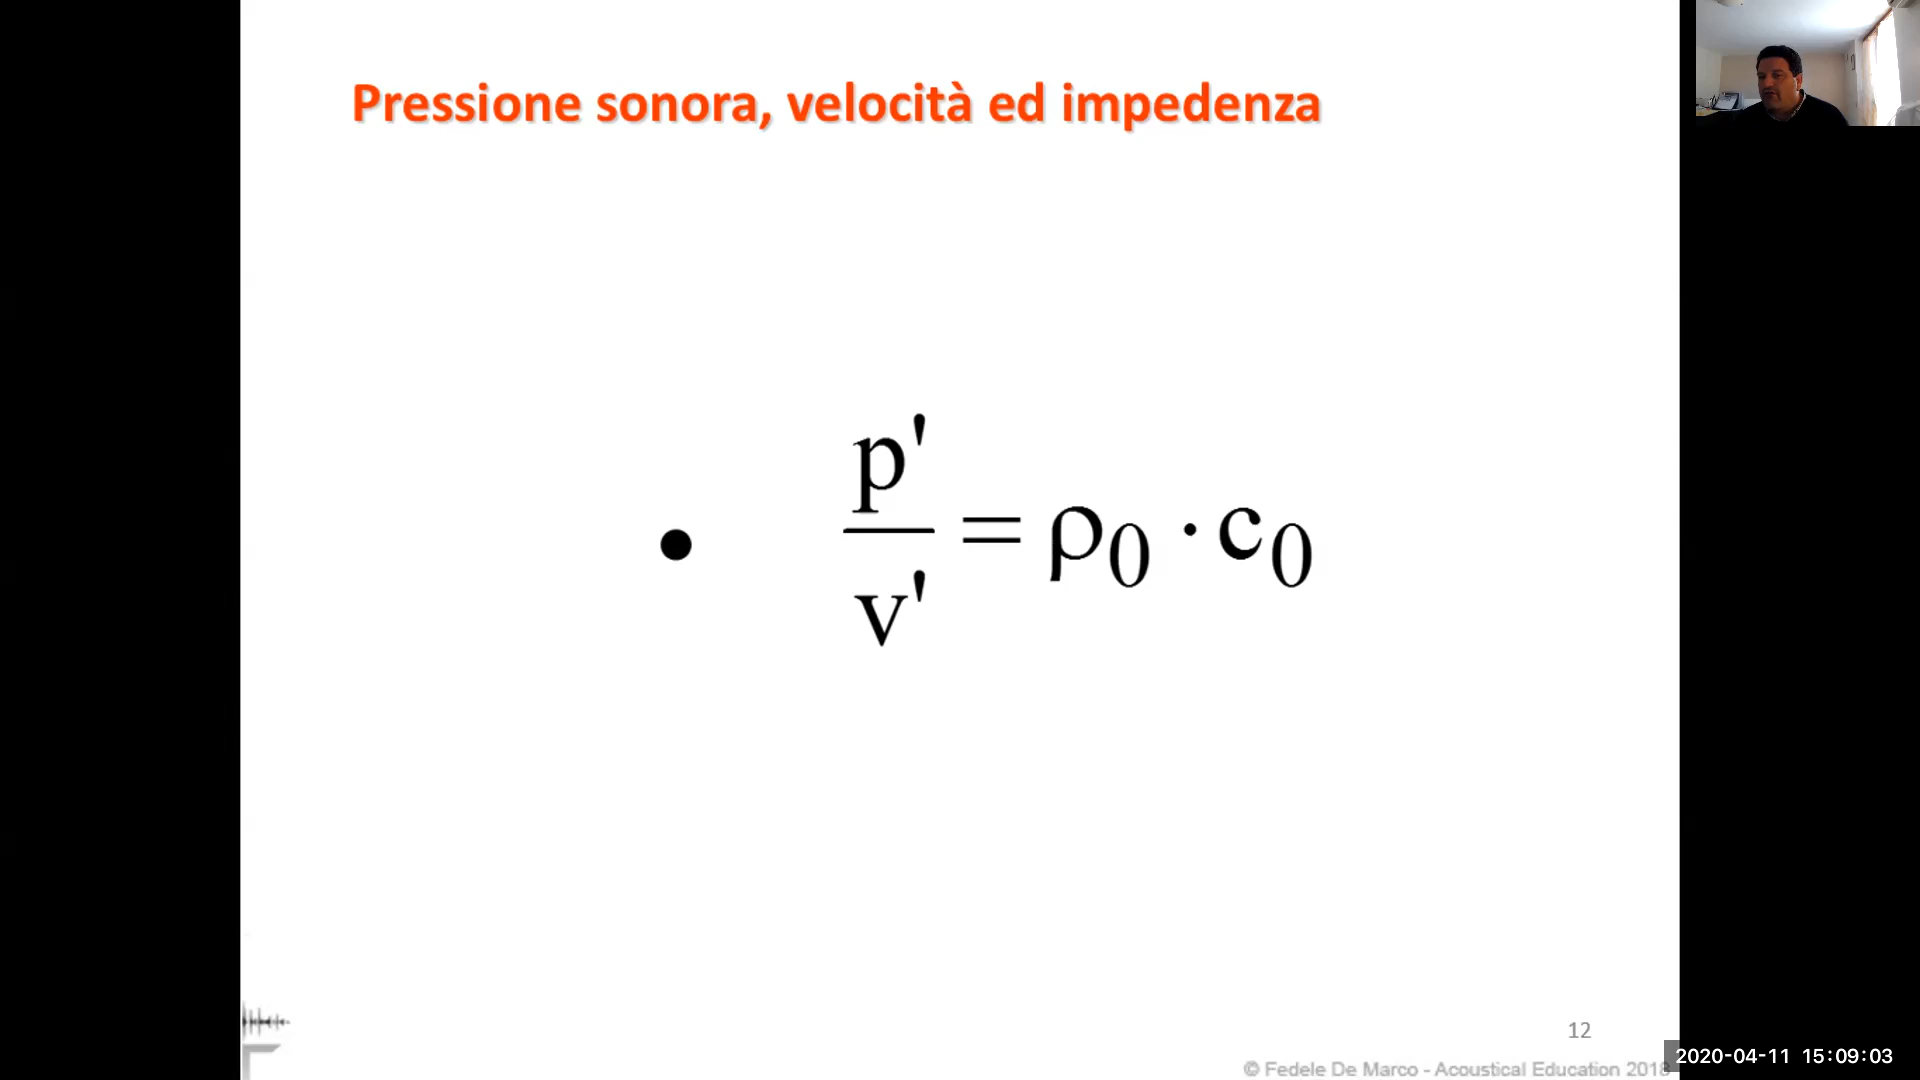 Pressione sonora, velocità ed impedenza
• p' / v' = ρ₀ · c₀
12
© Fedele De Marco - Acoustical Education 2018
2020-04-11 15:09:03